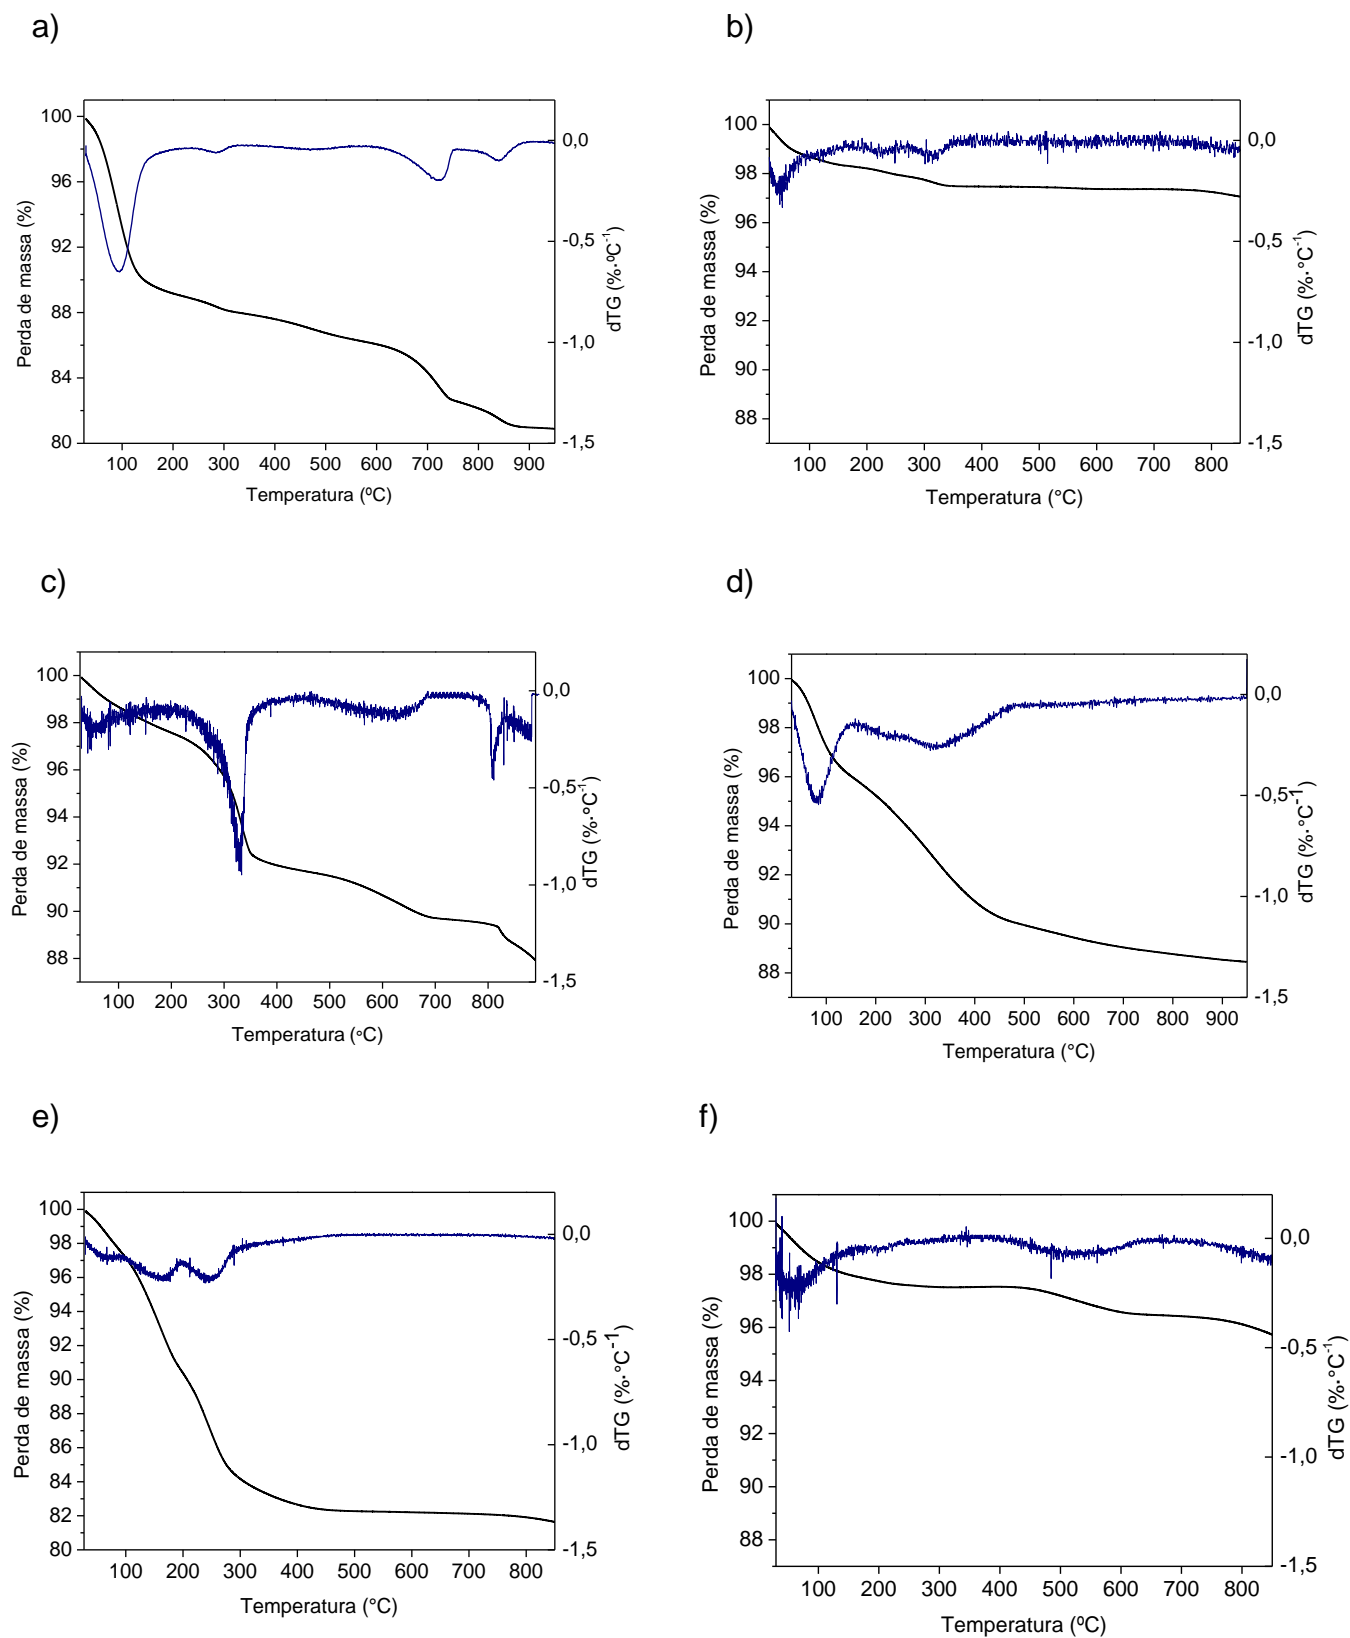 a)
100
96
92
88
84
80
Perda de massa (%)
0,0
-0,5
-1,0
-1,5
dTG (%·ºC-1)
100 200 300 400 500 600 700 800 900
Temperatura (ºC)
b)
100
98
96
94
92
90
88
Perda de massa (%)
0,0
-0,5
-1,0
-1,5
dTG (%·°C-1)
100 200 300 400 500 600 700 800
Temperatura (°C)
c)
100
98
96
94
92
90
88
Perda de massa (%)
0,0
-0,5
-1,0
-1,5
dTG (%·°C-1)
100 200 300 400 500 600 700 800
Temperatura (°C)
d)
100
98
96
94
92
90
88
Perda de massa (%)
0,0
-0,5
-1,0
-1,5
dTG (%·°C-1)
100 200 300 400 500 600 700 800 900
Temperatura (°C)
e)
100
98
96
94
92
90
88
86
84
82
80
Perda de massa (%)
0,0
-0,5
-1,0
-1,5
dTG (%·°C-1)
100 200 300 400 500 600 700 800
Temperatura (°C)
f)
100
98
96
94
92
90
88
Perda de massa (%)
0,0
-0,5
-1,0
-1,5
dTG (%·°C-1)
100 200 300 400 500 600 700 800
Temperatura (ºC)